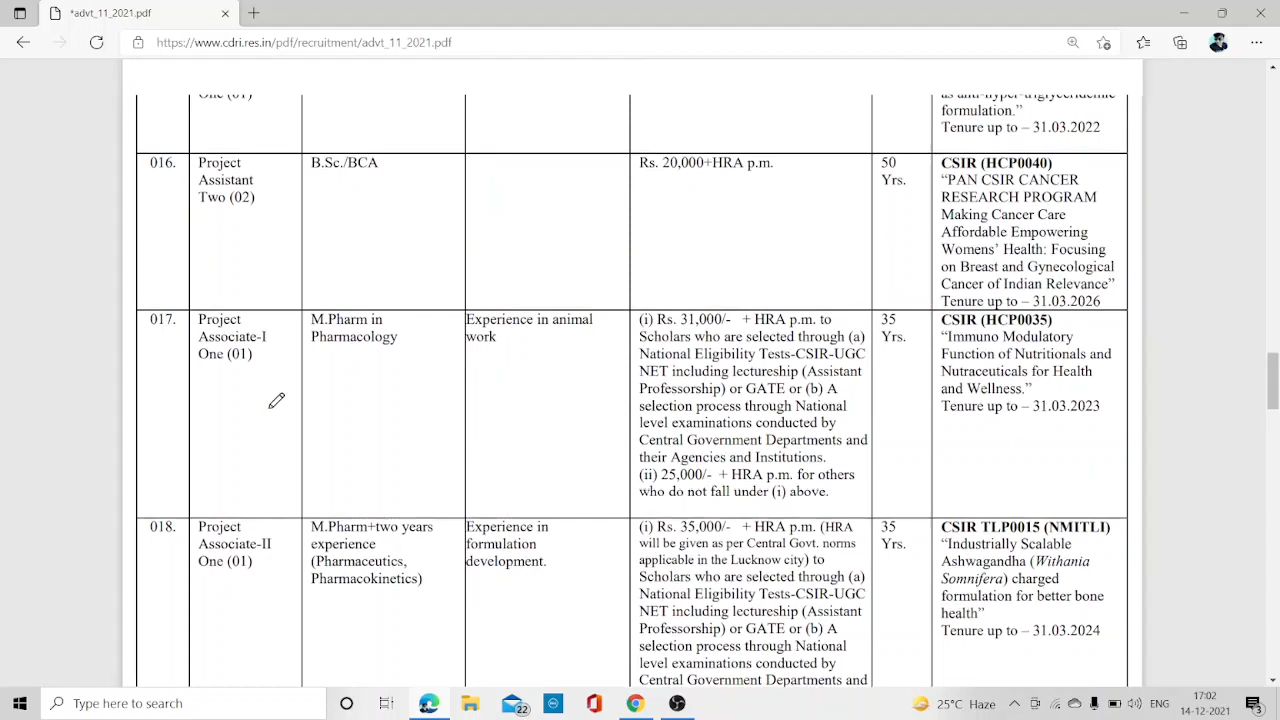 *advt_11_2021.pdf
https://www.cdri.res.in/pdf/recruitment/advt_11_2021.pdf
One (01)
as anti-hyper-triglyceridemic
formulation.”
Tenure up to – 31.03.2022
016.
Project
Assistant
Two (02)
B.Sc./BCA
Rs. 20,000+HRA p.m.
50
Yrs.
CSIR (HCP0040)
“PAN CSIR CANCER
RESEARCH PROGRAM
Making Cancer Care
Affordable Empowering
Womens’ Health: Focusing
on Breast and Gynecological
Cancer of Indian Relevance”
Tenure up to – 31.03.2026
017.
Project
Associate-I
One (01)
M.Pharm in
Pharmacology
Experience in animal
work
(i) Rs. 31,000/- + HRA p.m. to
Scholars who are selected through (a)
National Eligibility Tests-CSIR-UGC
NET including lectureship (Assistant
Professorship) or GATE or (b) A
selection process through National
level examinations conducted by
Central Government Departments and
their Agencies and Institutions.
(ii) 25,000/- + HRA p.m. for others
who do not fall under (i) above.
35
Yrs.
CSIR (HCP0035)
“Immuno Modulatory
Function of Nutritionals and
Nutraceuticals for Health
and Wellness.”
Tenure up to – 31.03.2023
018.
Project
Associate-II
One (01)
M.Pharm+two years
experience
(Pharmaceutics,
Pharmacokinetics)
Experience in
formulation
development.
(i) Rs. 35,000/- + HRA p.m. (HRA
will be given as per Central Govt. norms
applicable in the Lucknow city) to
Scholars who are selected through (a)
National Eligibility Tests-CSIR-UGC
NET including lectureship (Assistant
Professorship) or GATE or (b) A
selection process through National
level examinations conducted by
Central Government Departments and
35
Yrs.
CSIR TLP0015 (NMITLI)
“Industrially Scalable
Ashwagandha (Withania
Somnifera) charged
formulation for better bone
health”
Tenure up to – 31.03.2024
Type here to search
22
25°C Haze
ENG
17:02
14-12-2021
3